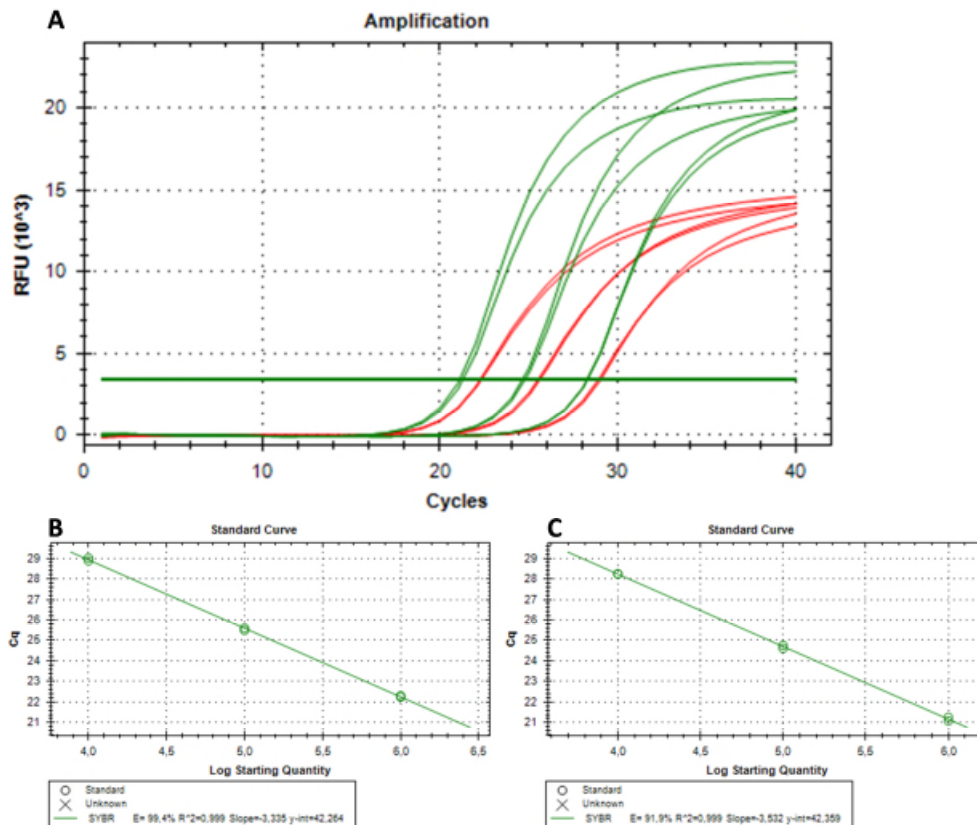 A
Amplification
20
15
10
5
0
RFU (10^3)
0 10 20 30 40
Cycles
B
Standard Curve
29
28
27
26
25
24
23
22
21
Cq
4,0 4,5 5,0 5,5 6,0 6,5
Log Starting Quantity
Standard
Unknown
SYBR E= 99,4% R^2=0,999 Slope=-3,335 y-int=42,264
C
Standard Curve
29
28
27
26
25
24
23
22
21
Cq
4,0 4,5 5,0 5,5 6,0
Log Starting Quantity
Standard
Unknown
SYBR E= 91,9% R^2=0,999 Slope=-3,532 y-int=42,359